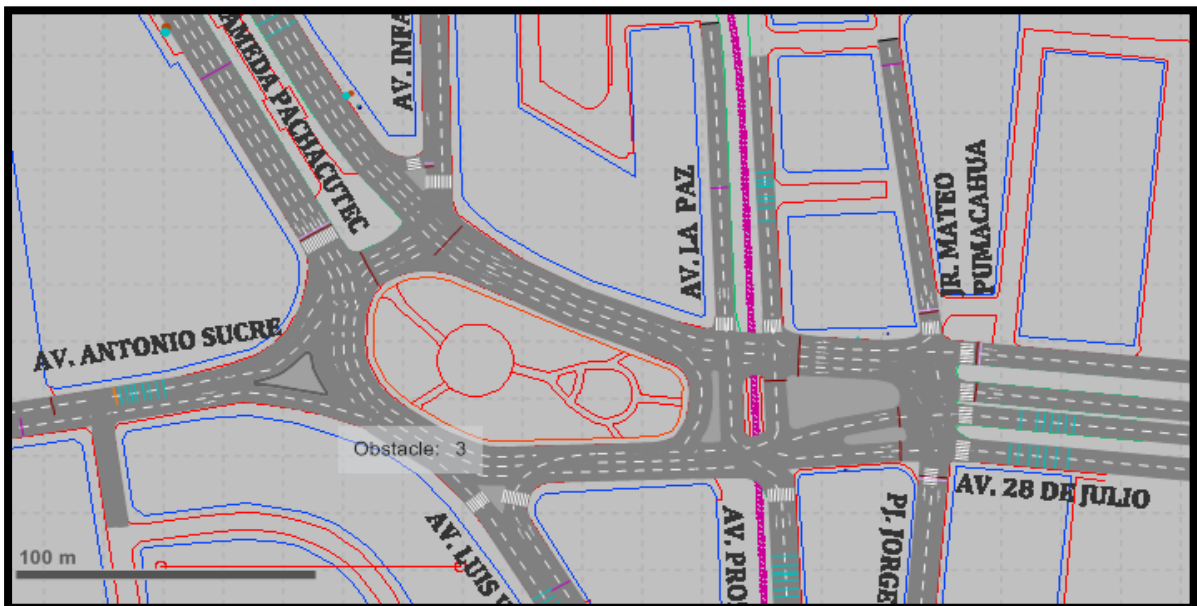 AMBDA PACHACUTEC
AV. INFA
AV. LA PAZ
JR. MATEO
PUMACAHUA
AV. ANTONIO SUCRE
Obstacle: 3
AV. LUIS
AV. PRO
PJ. JORGE
AV. 28 DE JULIO
100 m